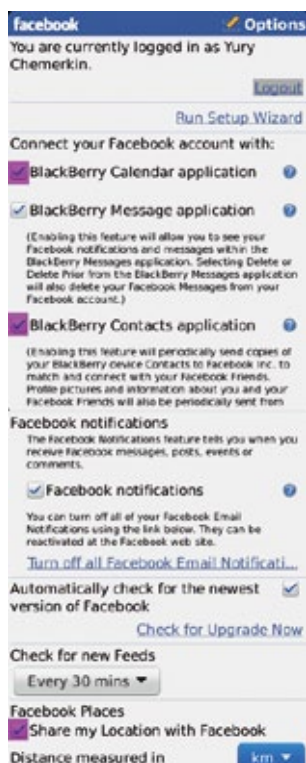 facebook Options
You are currently logged in as Yury
Chemerkin.
Logout
Run Setup Wizard
Connect your Facebook account with:
BlackBerry Calendar application
BlackBerry Message application
(Enabling this feature will allow you to see your
Facebook notifications and messages within the
BlackBerry Messages application. Selecting Delete or
Delete Prior from the BlackBerry Messages application
will also delete your Facebook Messages from your
Facebook account.)
BlackBerry Contacts application
(Enabling this feature will periodically send copies of
your BlackBerry device Contacts to Facebook Inc. to
match and connect with your Facebook Friends.
Profile pictures and information about you and your
Facebook Friends will also be periodically sent from
Facebook notifications
The Facebook Notifications feature tells you when you
receive Facebook messages, posts, events or
comments.
Facebook notifications
You can turn off all of your Facebook Email
Notifications using the link below. They can be
reactivated at the Facebook web site.
Turn off all Facebook Email Notificati...
Automatically check for the newest
version of Facebook
Check for Upgrade Now
Check for new Feeds
Every 30 mins
Facebook Places
Share my Location with Facebook
Distance measured in km